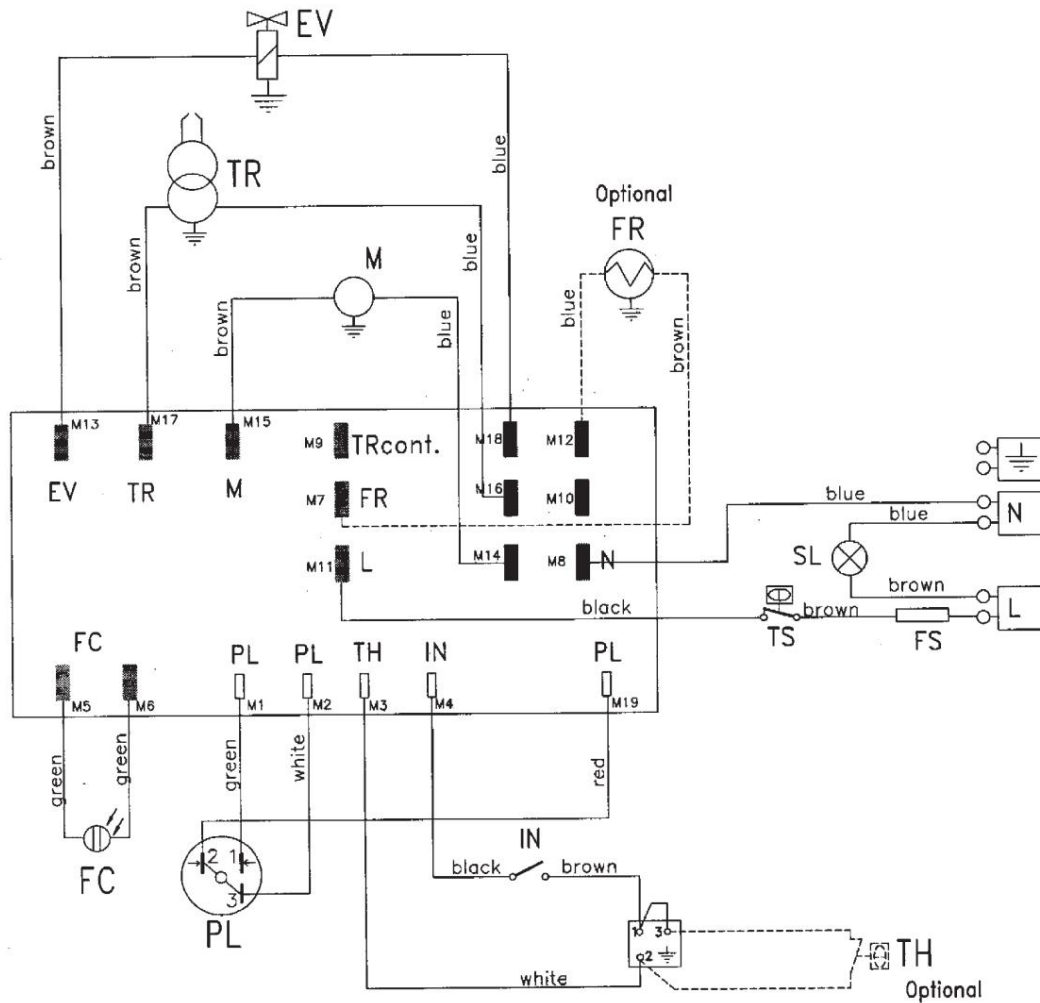 EV
brown
blue
TR
brown
blue
Optional
FR
M
brown
blue
blue
brown
M13
M17
M15
M9
TRcont.
M18
M12
EV
TR
M
M7
FR
M16
M10
M11
L
M14
M8
N
blue
blue
N
SL
brown
L
black
TS
brown
FS
FC
PL
PL
TH
IN
PL
M5
M6
M1
M2
M3
M4
M19
green
green
green
white
red
FC
2
1
3
PL
IN
black
brown
1
3
2
TH
Optional
white